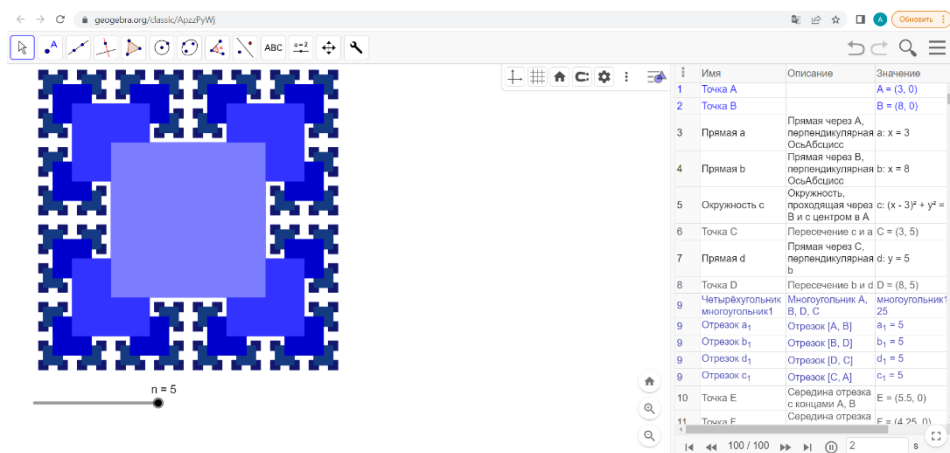 geogebra.org/classic/ApzzPyWj
A
Обновить
ABC
a=2
n = 5
Имя Описание Значение
1 Точка A A = (3, 0)
2 Точка B B = (8, 0)
3 Прямая a Прямая через A, перпендикулярная ОсьАбсцисс a: x = 3
4 Прямая b Прямая через B, перпендикулярная ОсьАбсцисс b: x = 8
5 Окружность c Окружность, проходящая через B и с центром в A c: (x - 3)² + y² =
6 Точка C Пересечение c и a C = (3, 5)
7 Прямая d Прямая через C, перпендикулярная b d: y = 5
8 Точка D Пересечение b и d D = (8, 5)
9 Четырёхугольник многоугольник1 Многоугольник A, B, D, C многоугольник1 25
9 Отрезок a₁ Отрезок [A, B] a₁ = 5
9 Отрезок b₁ Отрезок [B, D] b₁ = 5
9 Отрезок d₁ Отрезок [D, C] d₁ = 5
9 Отрезок c₁ Отрезок [C, A] c₁ = 5
10 Точка E Середина отрезка с концами A, B E = (5.5, 0)
11 Точка F Середина отрезка F = (4.25, 0)
100 / 100 2 s